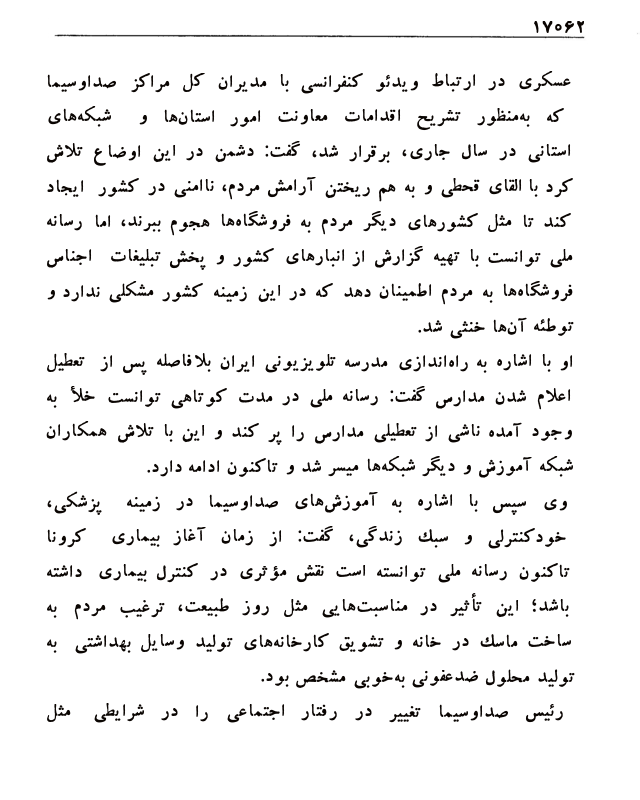 ۱۷۰۶۲
عسکری در ارتباط ویدئو کنفرانسی با مدیران کل مراکز صداوسیما
که به‌منظور تشریح اقدامات معاونت امور استان‌ها و شبکه‌های
استانی در سال جاری، برقرار شد، گفت: دشمن در این اوضاع تلاش
کرد با القای قحطی و به هم ریختن آرامش مردم، ناامنی در کشور ایجاد
کند تا مثل کشورهای دیگر مردم به فروشگاه‌ها هجوم ببرند، اما رسانه
ملی توانست با تهیه گزارش از انبارهای کشور و پخش تبلیغات اجناس
فروشگاه‌ها به مردم اطمینان دهد که در این زمینه کشور مشکلی ندارد و
توطئه آن‌ها خنثی شد.
او با اشاره به راه‌اندازی مدرسه تلویزیونی ایران بلافاصله پس از تعطیل
اعلام شدن مدارس گفت: رسانه ملی در مدت کوتاهی توانست خلأ به
وجود آمده ناشی از تعطیلی مدارس را پر کند و این با تلاش همکاران
شبکه آموزش و دیگر شبکه‌ها میسر شد و تاکنون ادامه دارد.
وی سپس با اشاره به آموزش‌های صداوسیما در زمینه پزشکی،
خودکنترلی و سبك زندگی، گفت: از زمان آغاز بیماری کرونا
تاکنون رسانه ملی توانسته است نقش مؤثری در کنترل بیماری داشته
باشد؛ این تأثیر در مناسبت‌هایی مثل روز طبیعت، ترغیب مردم به
ساخت ماسك در خانه و تشویق کارخانه‌های تولید وسایل بهداشتی به
تولید محلول ضدعفونی به‌خوبی مشخص بود.
رئیس صداوسیما تغییر در رفتار اجتماعی را در شرایطی مثل